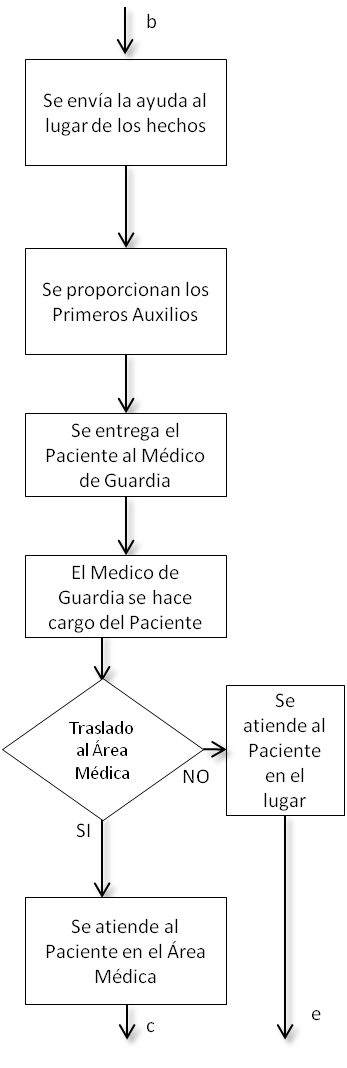 b
Se envía la ayuda al
lugar de los hechos
Se proporcionan los
Primeros Auxilios
Se entrega el
Paciente al Médico
de Guardia
El Medico de
Guardia se hace
cargo del Paciente
Traslado
al Área
Médica
NO
Se
atiende al
Paciente
en el
lugar
SI
Se atiende al
Paciente en el Área
Médica
c
e